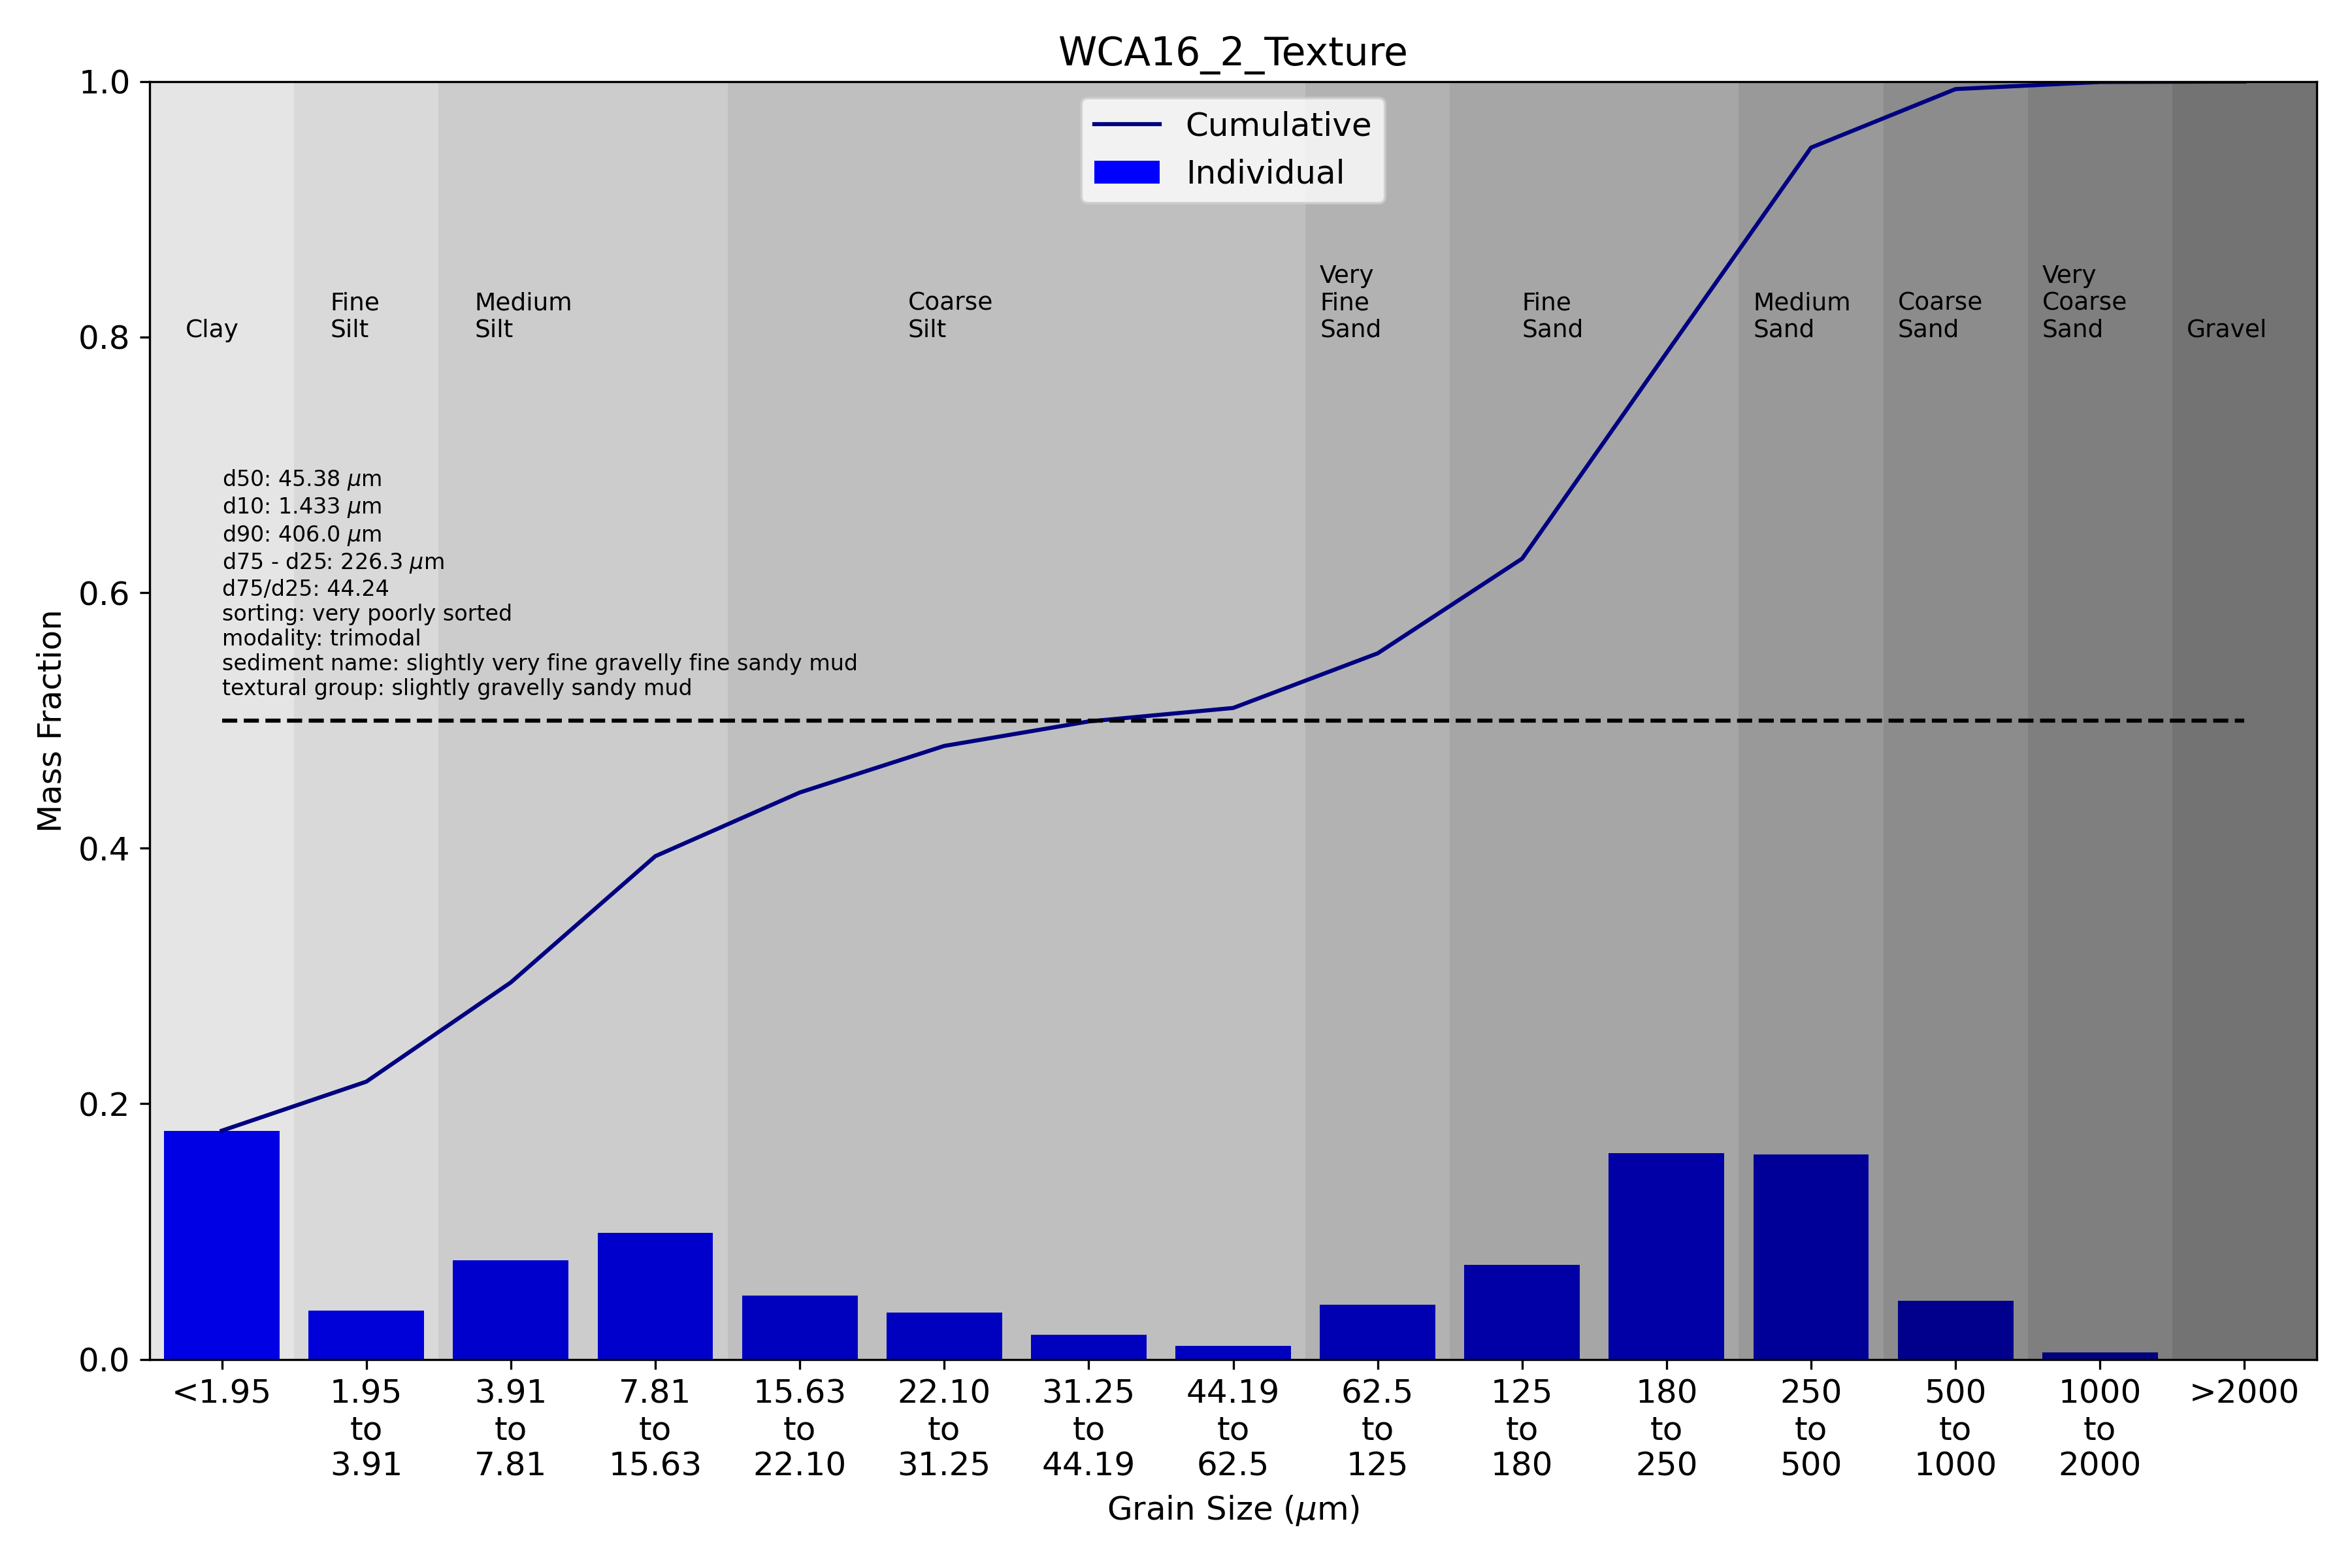 WCA16_2_Texture
1.0
0.8
0.6
0.4
0.2
0.0
Mass Fraction
Cumulative
Individual
Clay
Fine
Silt
Medium
Silt
Coarse
Silt
Very
Fine
Sand
Fine
Sand
Medium
Sand
Coarse
Sand
Very
Coarse
Sand
Gravel
d50: 45.38 μm
d10: 1.433 μm
d90: 406.0 μm
d75 - d25: 226.3 μm
d75/d25: 44.24
sorting: very poorly sorted
modality: trimodal
sediment name: slightly very fine gravelly fine sandy mud
textural group: slightly gravelly sandy mud
<1.95
1.95
to
3.91
3.91
to
7.81
7.81
to
15.63
15.63
to
22.10
22.10
to
31.25
31.25
to
44.19
44.19
to
62.5
62.5
to
125
125
to
180
180
to
250
250
to
500
500
to
1000
1000
to
2000
>2000
Grain Size (μm)